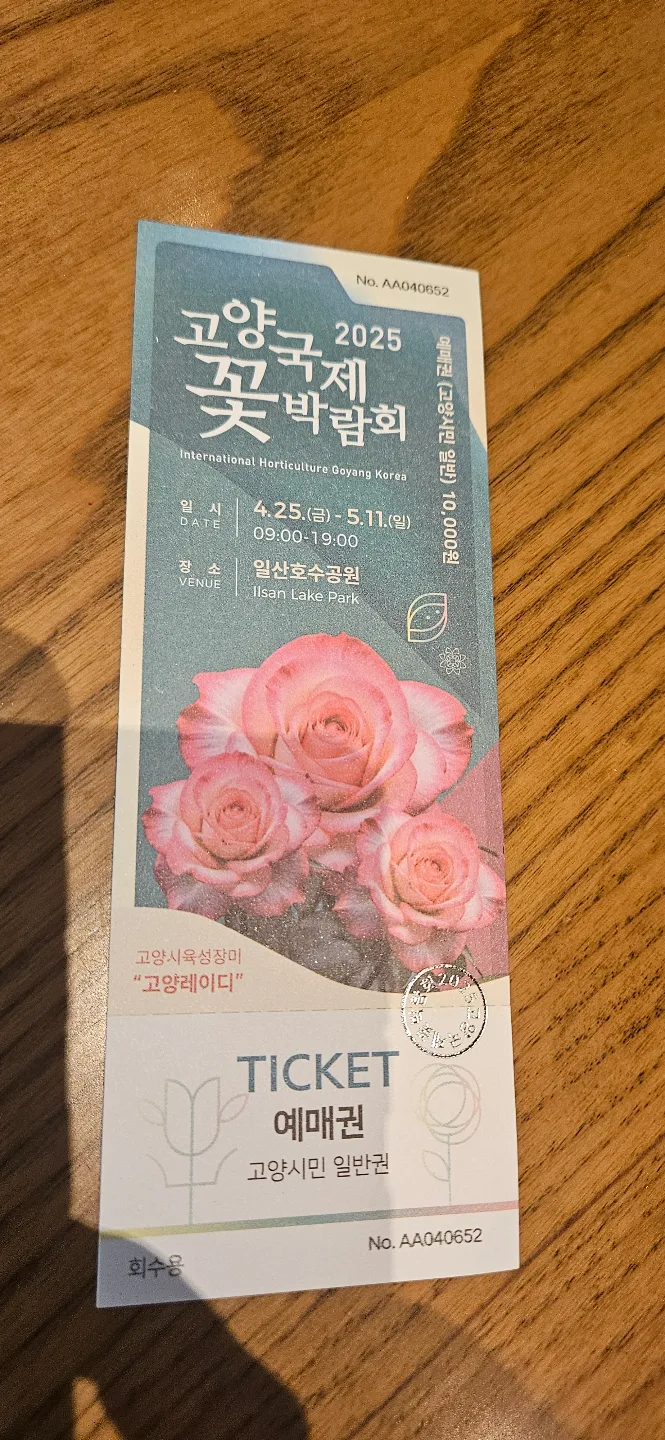 No. AA040652
2025
고양국제
꽃박람회
International Horticulture Goyang Korea
예매권 (고양시민 일반) 10,000원
일 시 4.25.(금) - 5.11.(일)
DATE 09:00-19:00
장 소 일산호수공원
VENUE Ilsan Lake Park
고양시육성장미
“고양레이디”
TICKET
예매권
고양시민 일반권
No. AA040652
회수용